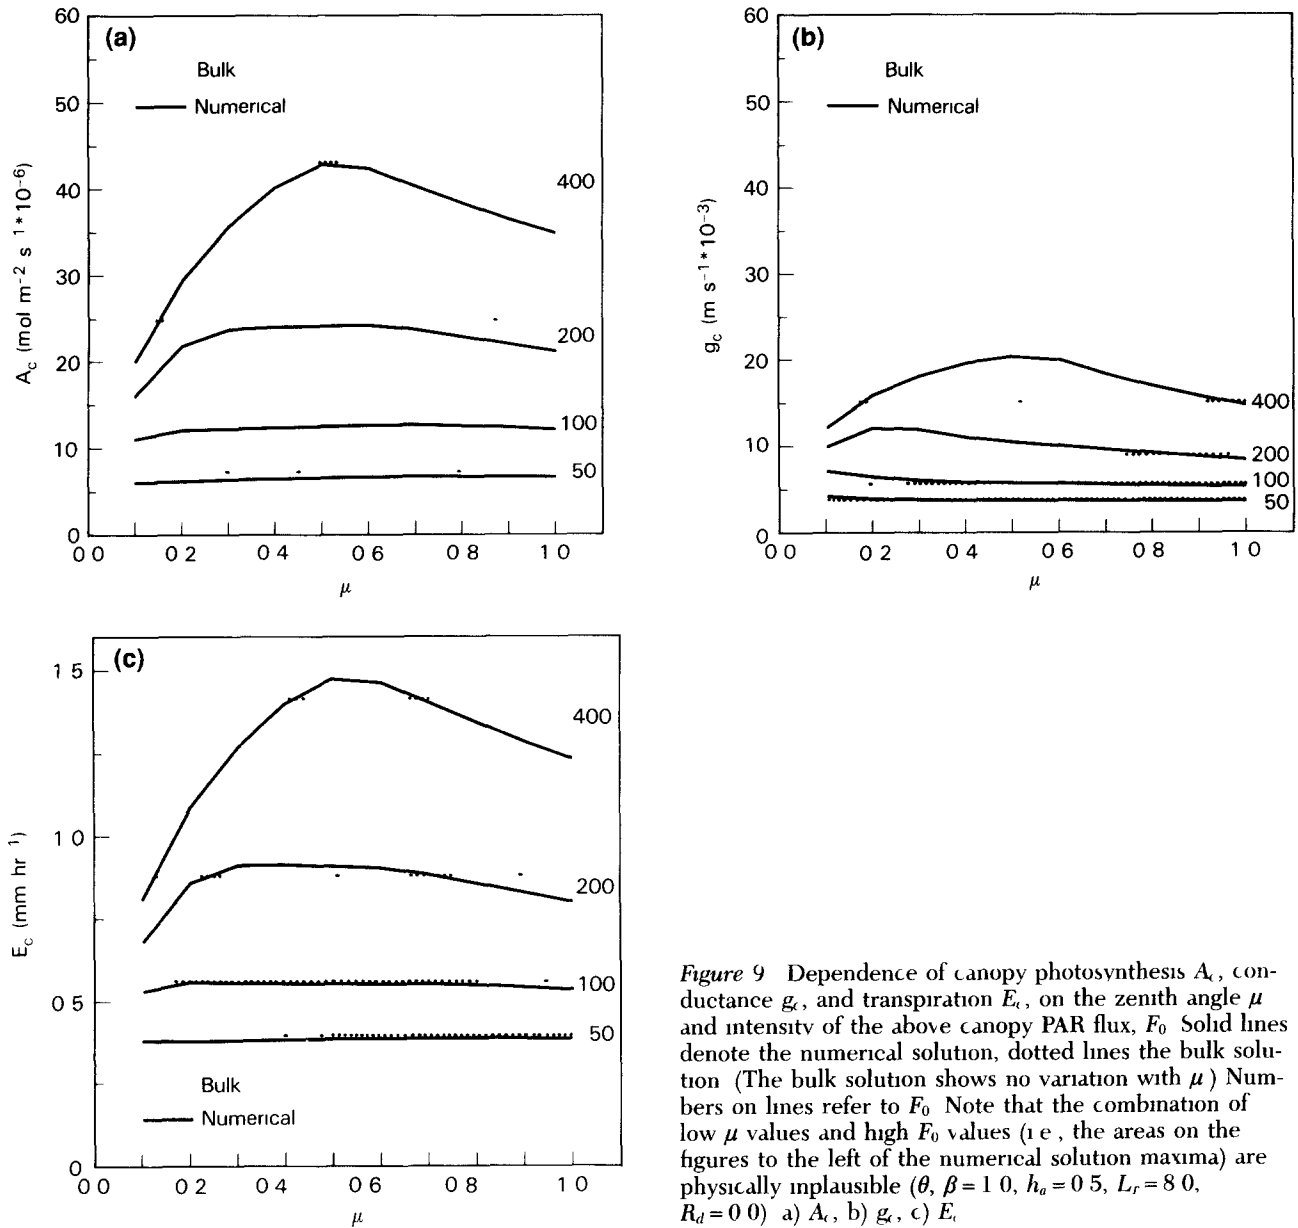 (a)
Bulk
Numerical
60
50
40
30
20
10
0
A_c (mol m⁻² s ¹*10⁻⁶)
400
200
100
50
0 0 0 2 0 4 0 6 0 8 1 0
μ
(b)
Bulk
Numerical
60
50
40
30
20
10
0
g_c (m s⁻¹*10⁻³)
400
200
100
50
0 0 0 2 0 4 0 6 0 8 1 0
μ
(c)
1 5
1 0
0 5
0
E_c (mm hr ¹)
400
200
100
50
Bulk
Numerical
0 0 0 2 0 4 0 6 0 8 1 0
μ
Figure 9 Dependence of canopy photosynthesis A_c, con-
ductance g_c, and transpiration E_c, on the zenith angle μ
and intensity of the above canopy PAR flux, F₀ Solid lines
denote the numerical solution, dotted lines the bulk solu-
tion (The bulk solution shows no variation with μ) Num-
bers on lines refer to F₀ Note that the combination of
low μ values and high F₀ values (i e , the areas on the
figures to the left of the numerical solution maxima) are
physically inplausible (θ, β = 1 0, h_a = 0 5, L_r = 8 0,
R_d = 0 0) a) A_c, b) g_c, c) E_c